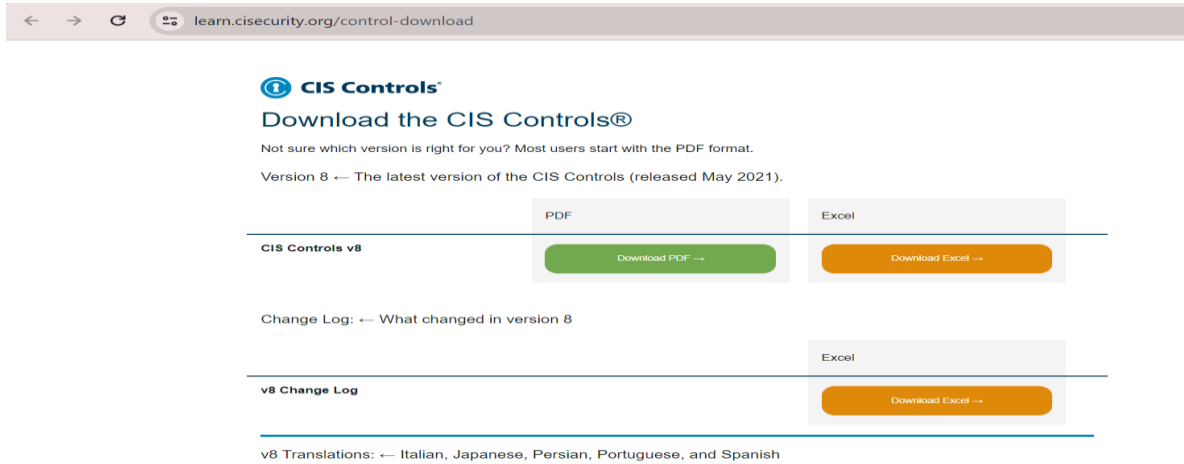 learn.cisecurity.org/control-download
CIS Controls®
Download the CIS Controls®
Not sure which version is right for you? Most users start with the PDF format.
Version 8 ← The latest version of the CIS Controls (released May 2021).
PDF Excel
CIS Controls v8 Download PDF → Download Excel →
Change Log: ← What changed in version 8
Excel
v8 Change Log Download Excel →
v8 Translations: ← Italian, Japanese, Persian, Portuguese, and Spanish